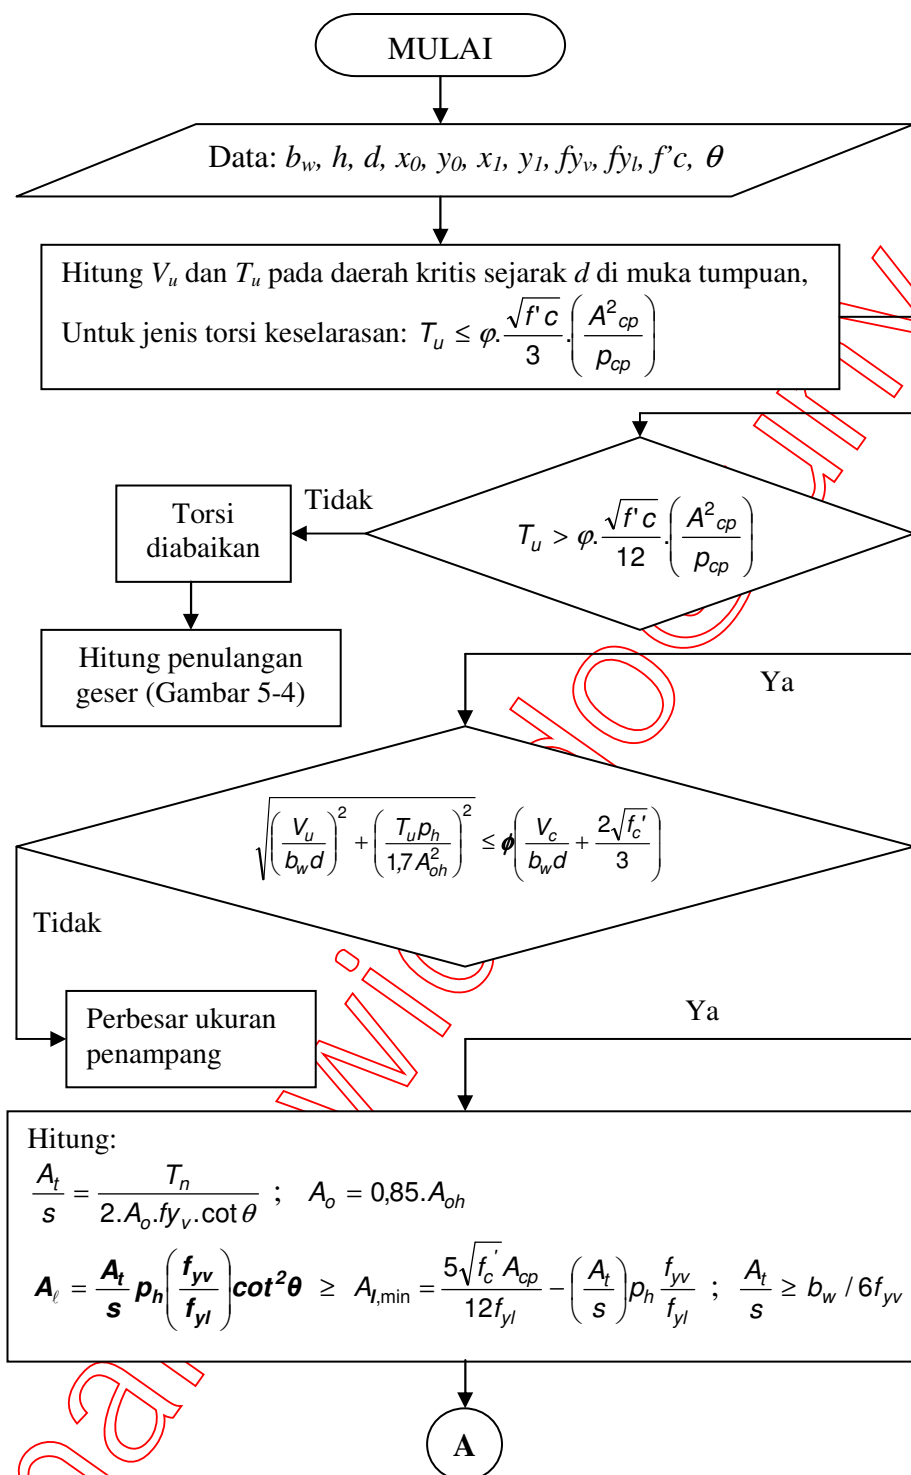 MULAI
Data: b_w, h, d, x_0, y_0, x_1, y_1, fy_v, fy_l, f'c, θ
Hitung V_u dan T_u pada daerah kritis sejarak d di muka tumpuan,
Untuk jenis torsi keselarasan: T_u ≤ φ.(√f'c / 3).(A²_cp / p_cp)
T_u > φ.(√f'c / 12).(A²_cp / p_cp)
Tidak
Torsi
diabaikan
Hitung penulangan
geser (Gambar 5-4)
Ya
√((V_u / b_w d)² + (T_u p_h / 1,7 A²_oh)²) ≤ ϕ(V_c / b_w d + 2√f_c' / 3)
Tidak
Perbesar ukuran
penampang
Ya
Hitung:
A_t / s = T_n / (2.A_o.fy_v.cot θ) ; A_o = 0,85.A_oh
A_ℓ = (A_t / s) p_h (f_yv / f_yl) cot²θ ≥ A_l,min = 5√f_c' A_cp / 12f_yl − (A_t / s) p_h f_yv / f_yl ; A_t / s ≥ b_w / 6f_yv
A